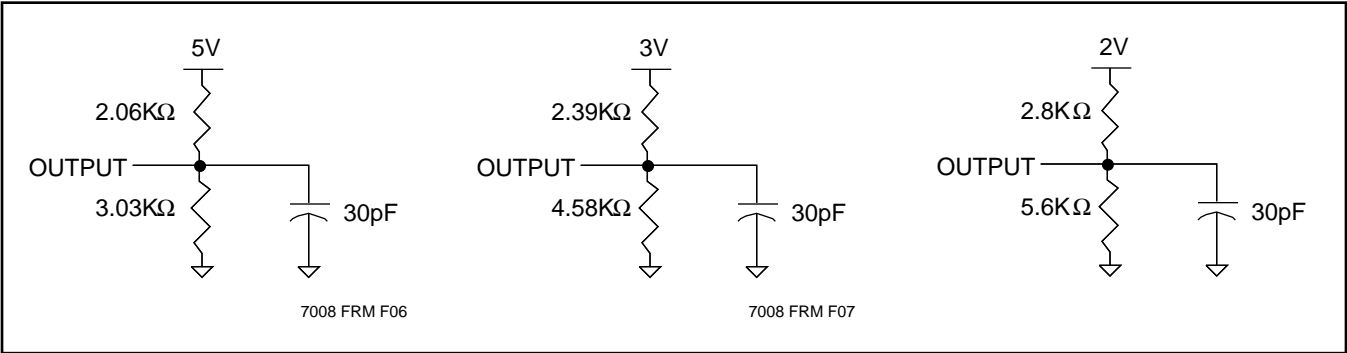 5V
2.06KΩ
OUTPUT
3.03KΩ
30pF
7008 FRM F06
3V
2.39KΩ
OUTPUT
4.58KΩ
30pF
7008 FRM F07
2V
2.8KΩ
OUTPUT
5.6KΩ
30pF